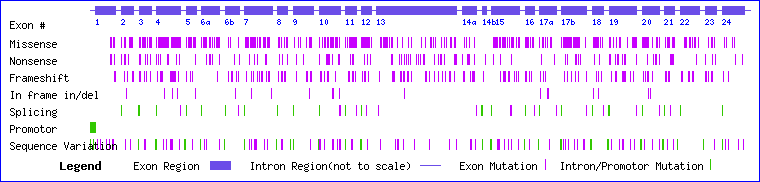 Exon # 1 2 3 4 5 6a 6b 7 8 9 10 11 12 13 14a 14b 15 16 17a 17b 18 19 20 21 22 23 24
Missense
Nonsense
Frameshift
In frame in/del
Splicing
Promotor
Sequence Variation
Legend Exon Region Intron Region(not to scale) Exon Mutation Intron/Promotor Mutation